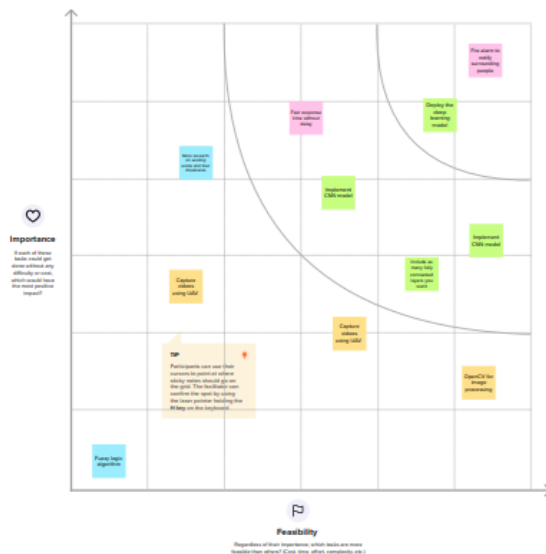 Fire alarm to
notify
surrounding
people
Deploy the
deep
learning
model
Fast response
time without
delay
Implement
CNN model
Implement
CNN model
Include as
many fully
connected
layers you
want
Capture
videos
using UAV
Capture
videos
using UAV
TIP
Participants can use their
cursors to point at where
sticky notes should go on
the grid. The facilitator can
confirm the spot by using
the laser pointer holding the
H key on the keyboard.
OpenCV for
image
processing
Fuzzy logic
algorithm
Importance
If each of these
tasks could get
done without any
difficulty or cost,
which would have
the most positive
impact?
Feasibility
Regardless of their importance, which tasks are more
feasible than others? (Cost, time, effort, complexity, etc.)